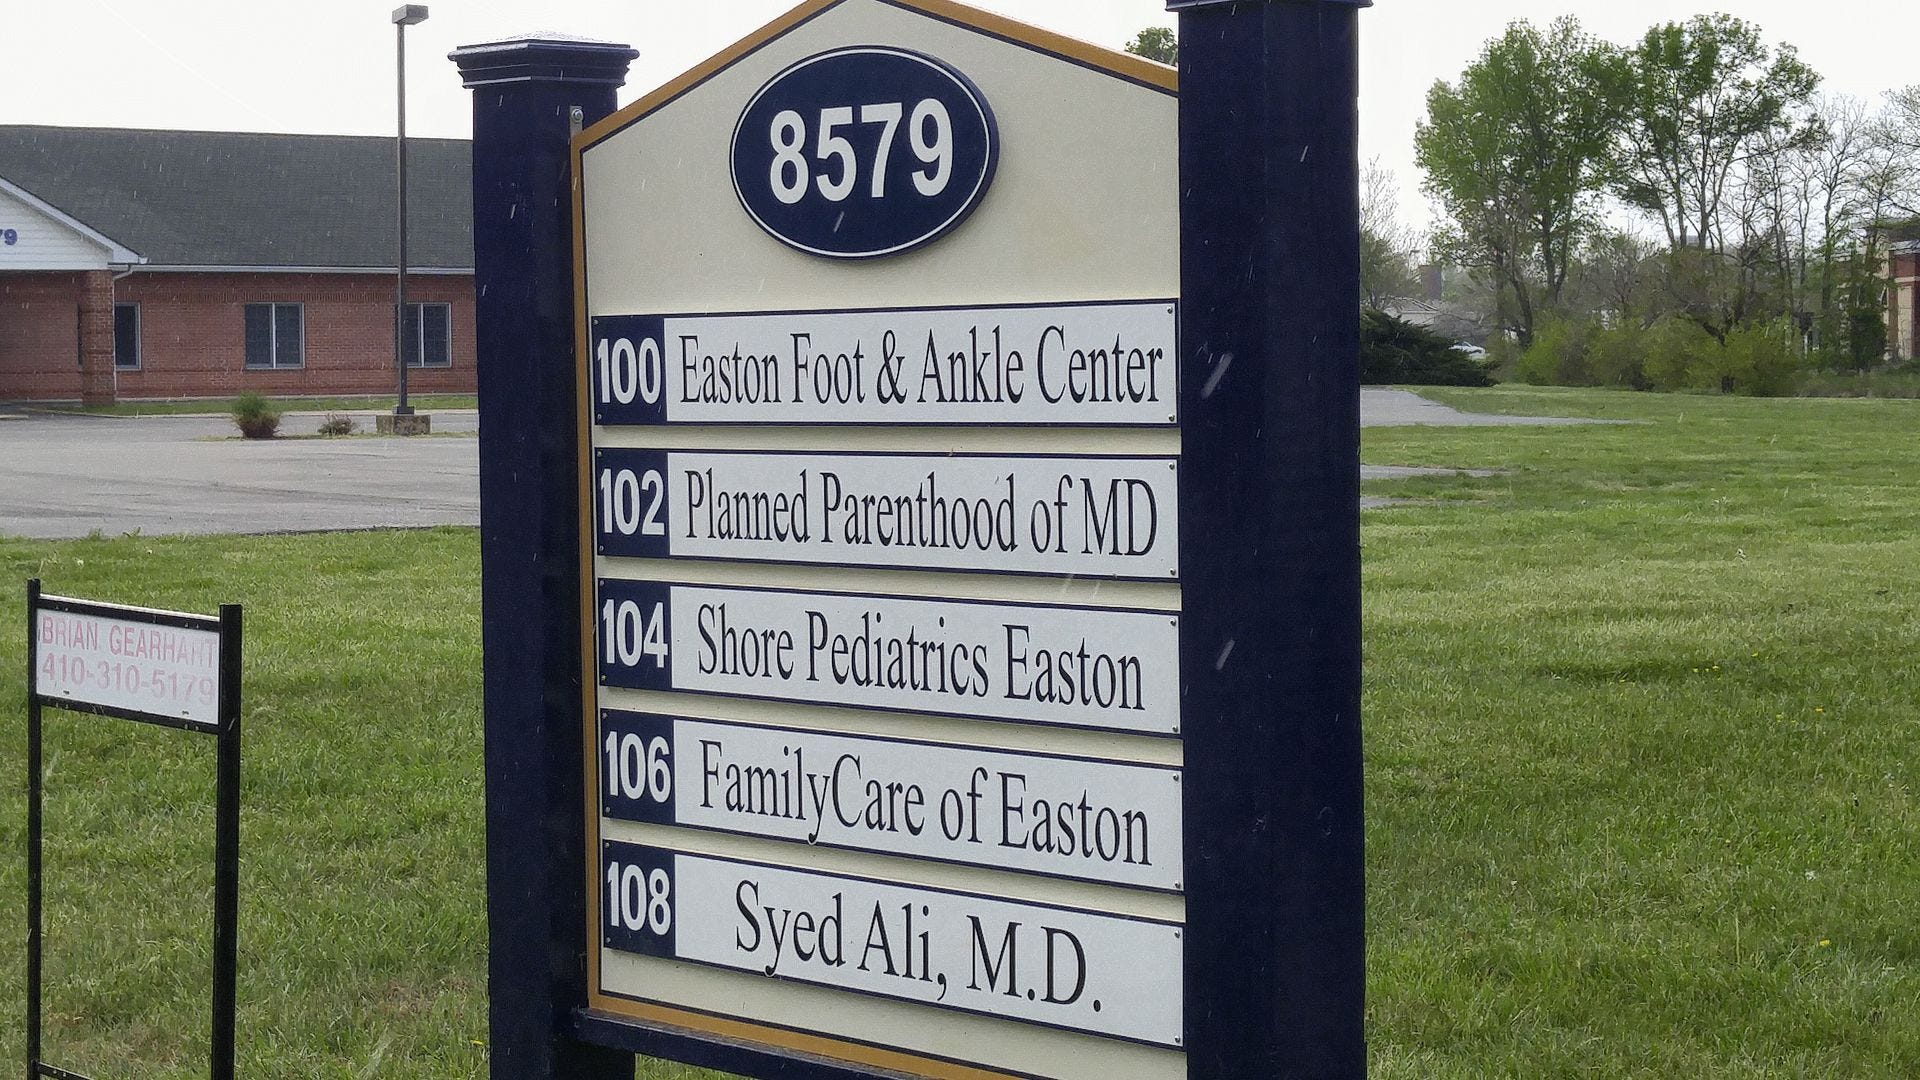 8579
100 Easton Foot & Ankle Center
102 Planned Parenthood of MD
104 Shore Pediatrics Easton
106 FamilyCare of Easton
108 Syed Ali, M.D.
BRIAN GEARHART
410-310-5179
79